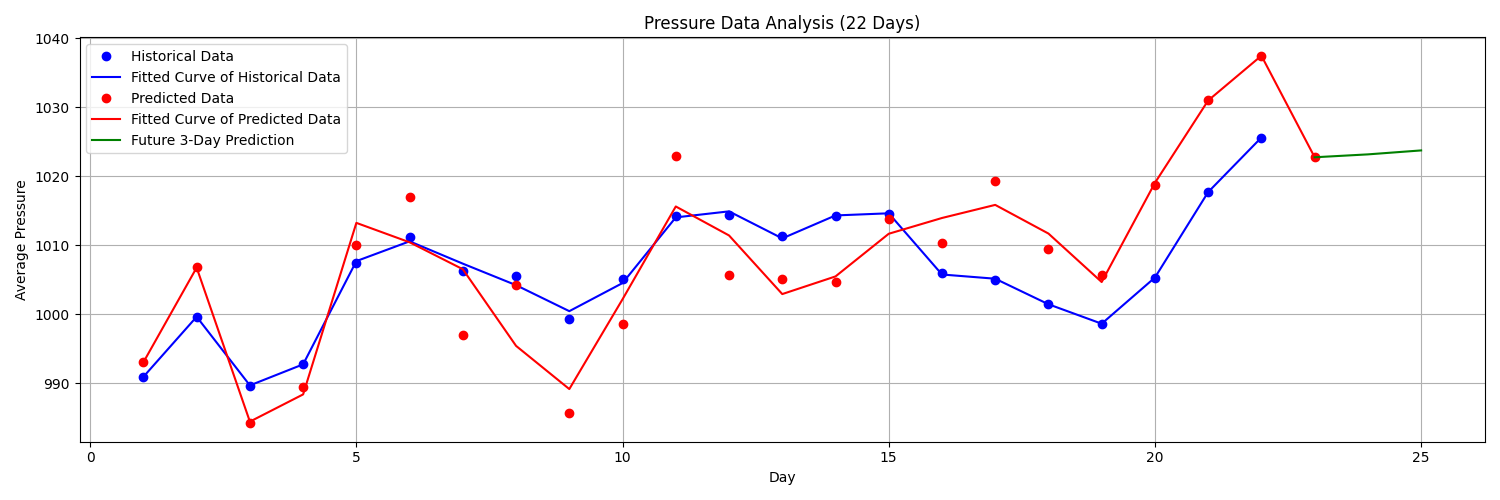 Pressure Data Analysis (22 Days)
Historical Data
Fitted Curve of Historical Data
Predicted Data
Fitted Curve of Predicted Data
Future 3-Day Prediction
Average Pressure
1040
1030
1020
1010
1000
990
0 5 10 15 20 25
Day